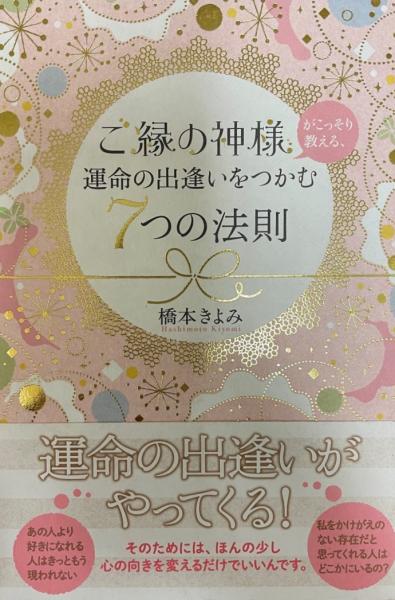 ご縁の神様
がこっそり
教える、
運命の出逢いをつかむ
7つの法則
橋本きよみ
Hashimoto Kiyomi
運命の出逢いが
やってくる！
あの人より
好きになれる
人はきっともう
現われない
そのためには、ほんの少し
心の向きを変えるだけでいいんです。
私をかけがえの
ない存在だと
思ってくれる人は
どこかにいるの？